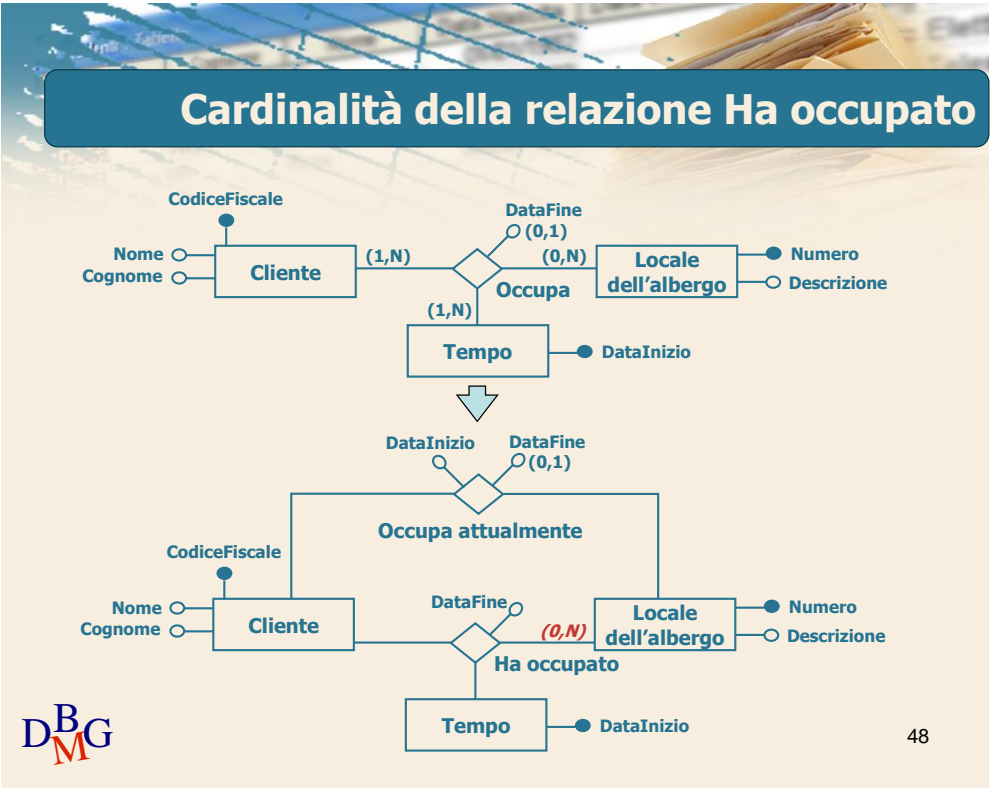 Cardinalità della relazione Ha occupato
CodiceFiscale
DataFine
(0,1)
Nome
Cognome
Cliente
(1,N)
(0,N)
Occupa
Locale
dell'albergo
Numero
Descrizione
(1,N)
Tempo
DataInizio
DataInizio
DataFine
(0,1)
Occupa attualmente
CodiceFiscale
Nome
Cognome
Cliente
DataFine
(0,N)
Ha occupato
Locale
dell'albergo
Numero
Descrizione
Tempo
DataInizio
DBMG
48